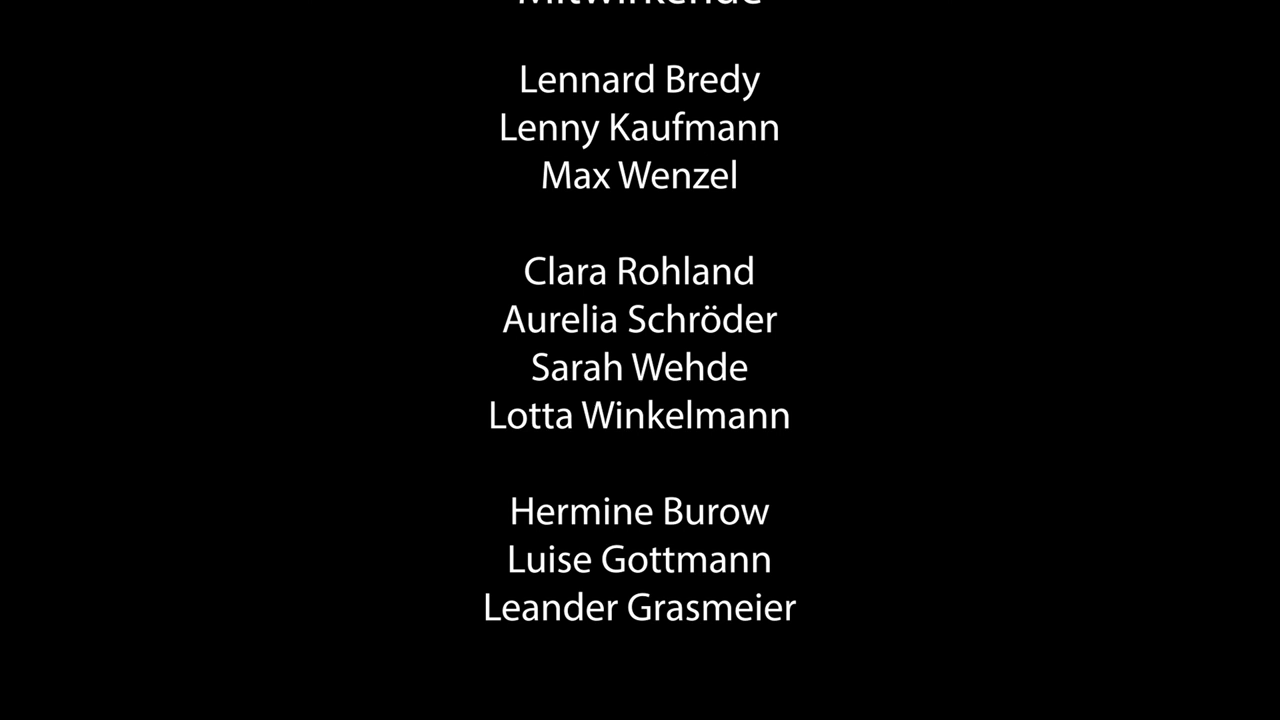 Mitwirkende
Lennard Bredy
Lenny Kaufmann
Max Wenzel
Clara Rohland
Aurelia Schröder
Sarah Wehde
Lotta Winkelmann
Hermine Burow
Luise Gottmann
Leander Grasmeier